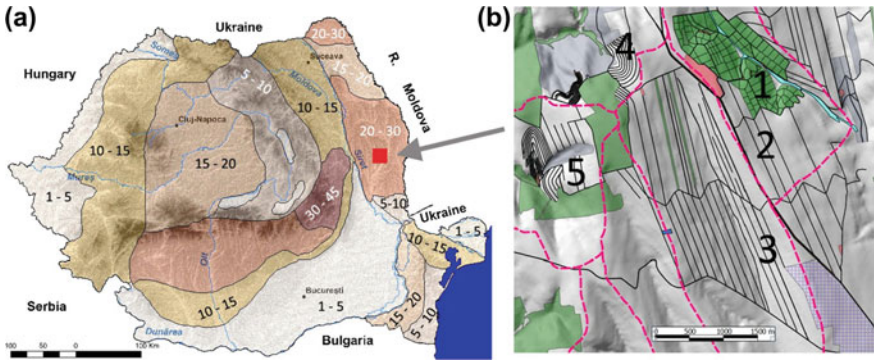 (a)
Ukraine
20-30
Someș
Suceava
15-20
R. Moldova
Hungary
5-10
Moldova
10-15
Cluj-Napoca
20-30
10-15
15-20
Siret
Mureș
1-5
30-45
5-10
Ukraine
1-5
10-15
Olt
București
Serbia
10-15
1-5
15-20
5-10
Dunărea
Bulgaria
100 50 0 100 Km
(b)
4
1
2
5
3
0 500 1000 1500 m